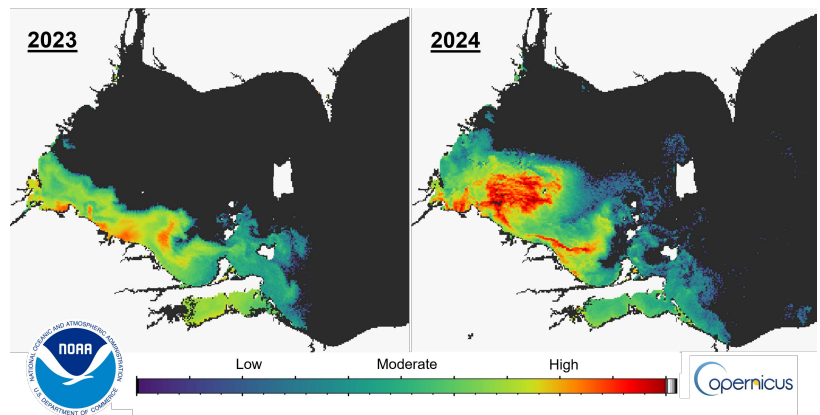 2023
2024
Low Moderate High
NATIONAL OCEANIC AND ATMOSPHERIC ADMINISTRATION
NOAA
U.S. DEPARTMENT OF COMMERCE
opernicus